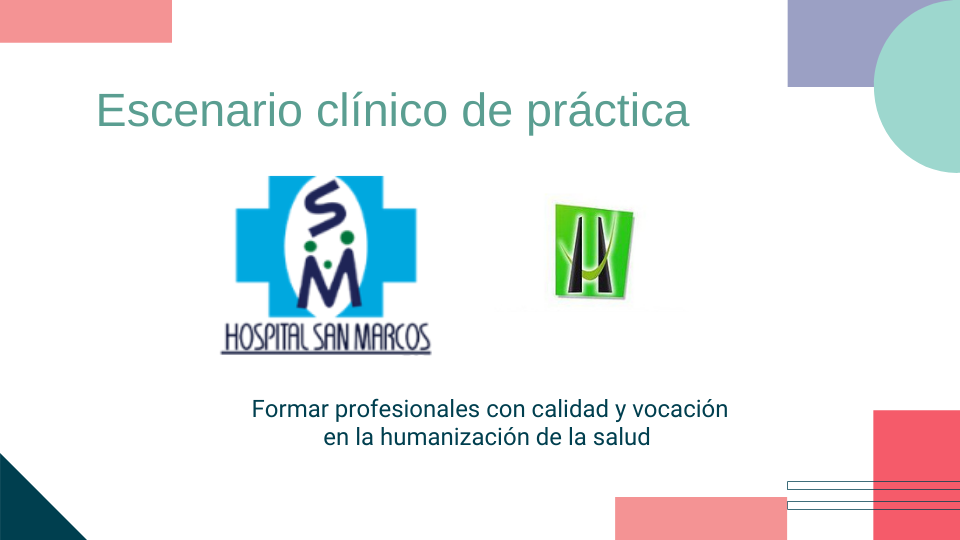 Escenario clínico de práctica
S
M
HOSPITAL SAN MARCOS
H
Formar profesionales con calidad y vocación
en la humanización de la salud